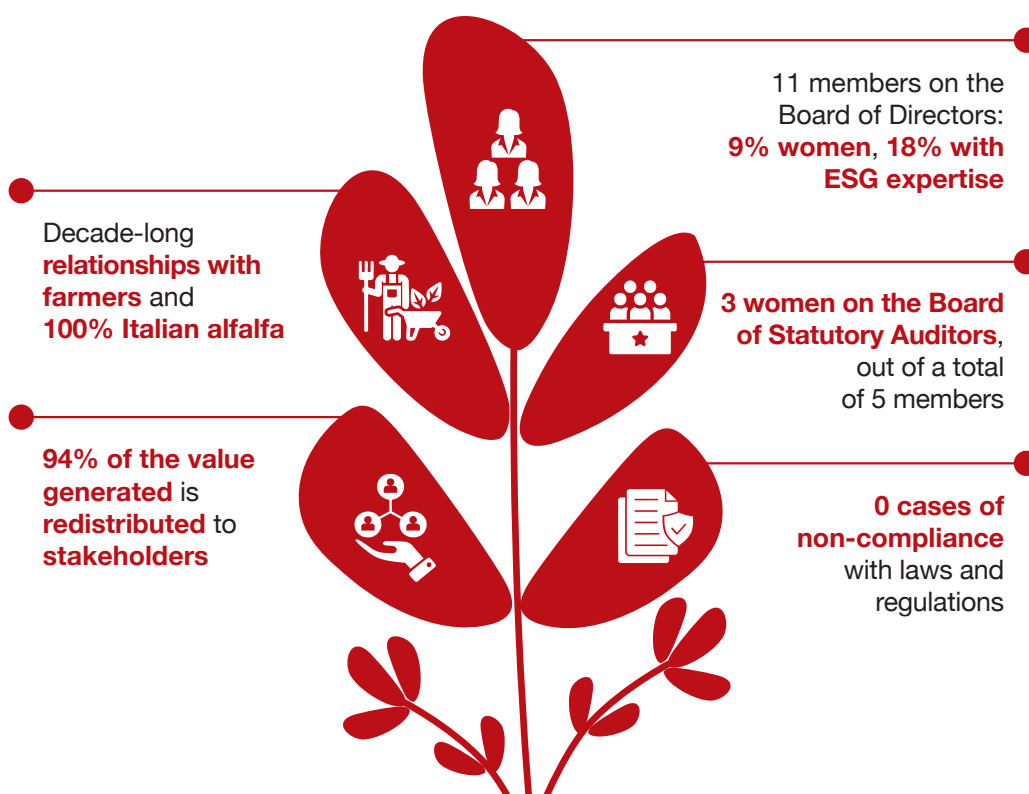 11 members on the
Board of Directors:
9% women, 18% with
ESG expertise
Decade-long
relationships with
farmers and
100% Italian alfalfa
3 women on the Board
of Statutory Auditors,
out of a total
of 5 members
94% of the value
generated is
redistributed to
stakeholders
0 cases of
non-compliance
with laws and
regulations